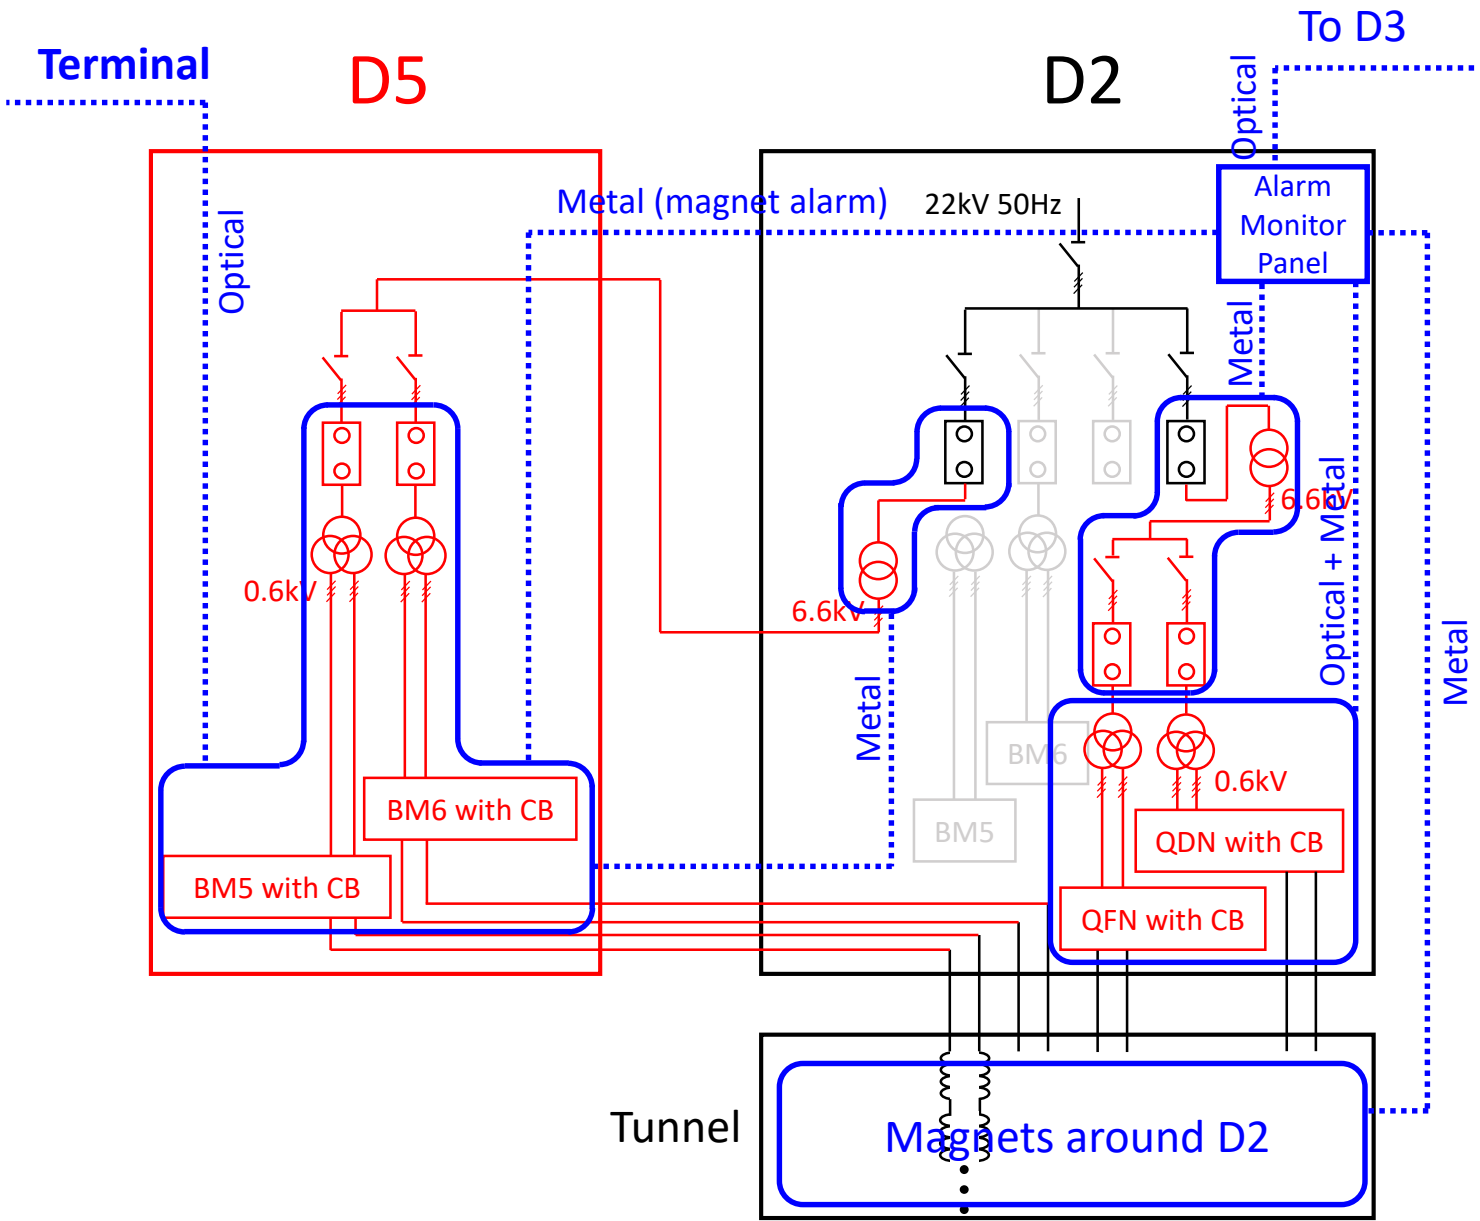 To D3
Terminal
D5
D2
Optical
Alarm
Monitor
Panel
Metal (magnet alarm)
22kV 50Hz
Optical
Metal
6.6kV
Optical + Metal
0.6kV
6.6kV
Metal
Metal
BM6
0.6kV
BM6 with CB
BM5
QDN with CB
BM5 with CB
QFN with CB
Tunnel
Magnets around D2